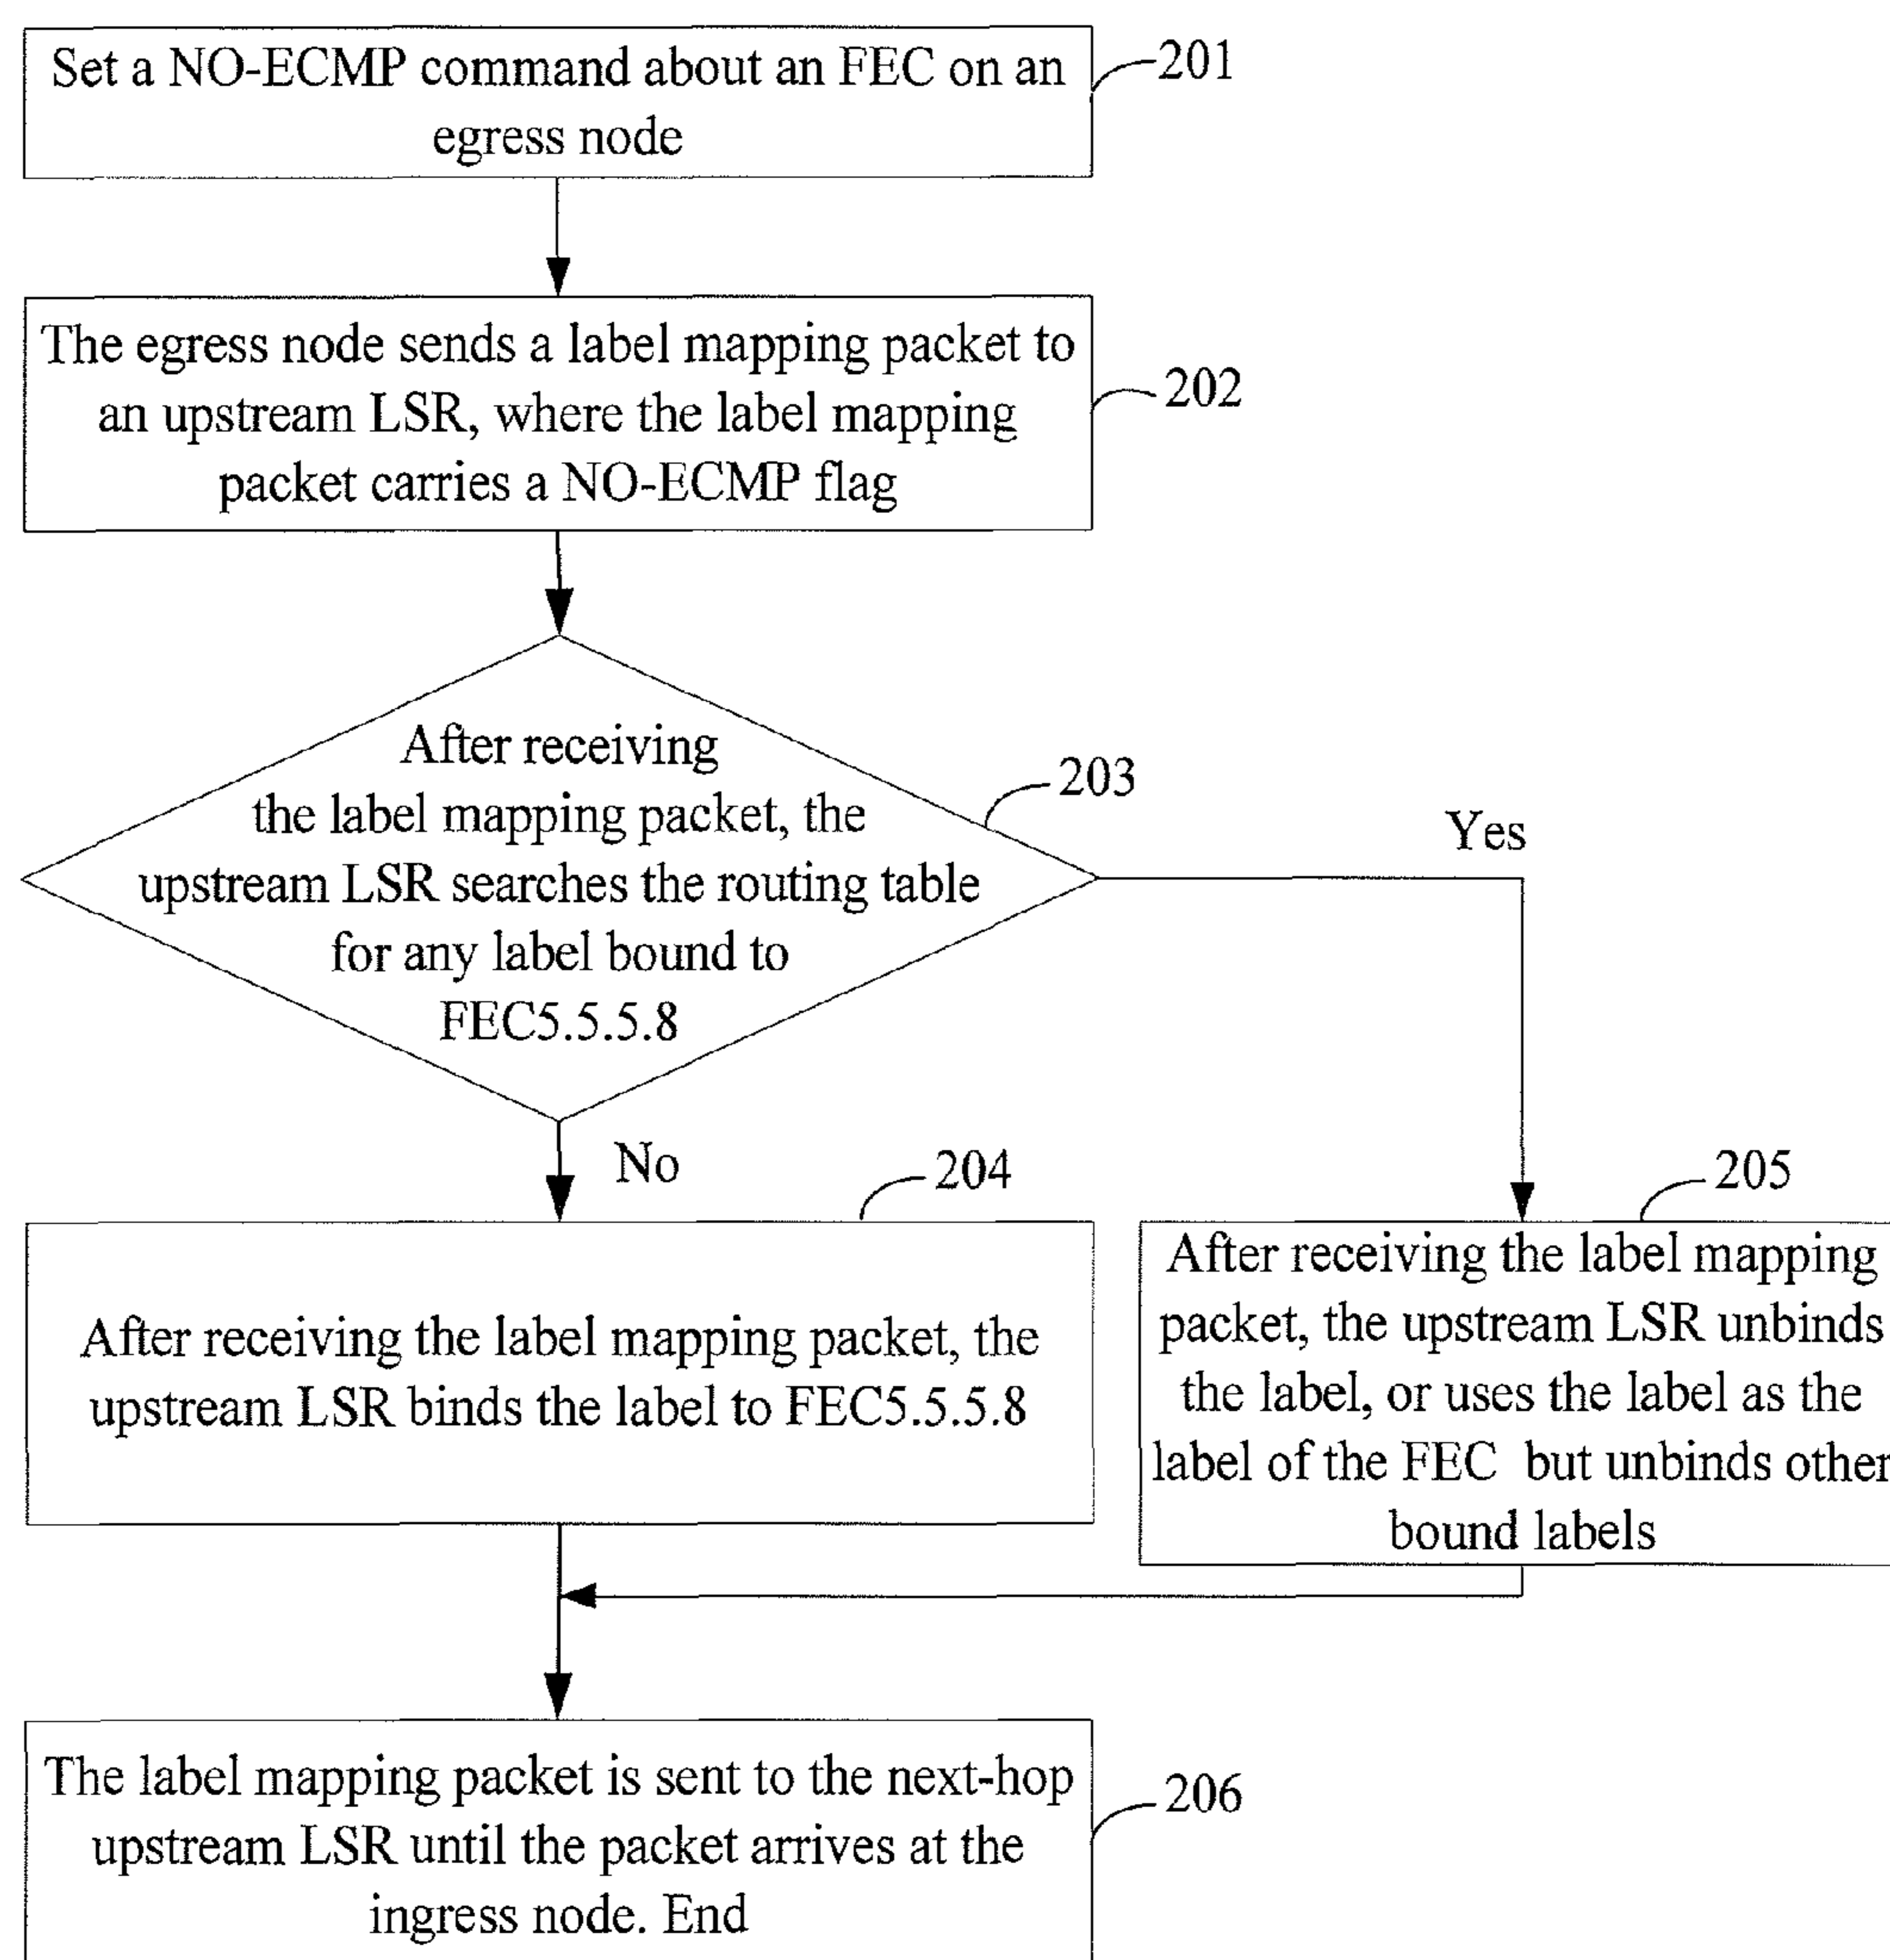 Set a NO-ECMP command about an FEC on an
egress node
201
The egress node sends a label mapping packet to
an upstream LSR, where the label mapping
packet carries a NO-ECMP flag
202
After receiving
the label mapping packet, the
upstream LSR searches the routing table
for any label bound to
FEC5.5.5.8
203
Yes
No
204
After receiving the label mapping packet, the
upstream LSR binds the label to FEC5.5.5.8
205
After receiving the label mapping
packet, the upstream LSR unbinds
the label, or uses the label as the
label of the FEC but unbinds other
bound labels
The label mapping packet is sent to the next-hop
upstream LSR until the packet arrives at the
ingress node. End
206